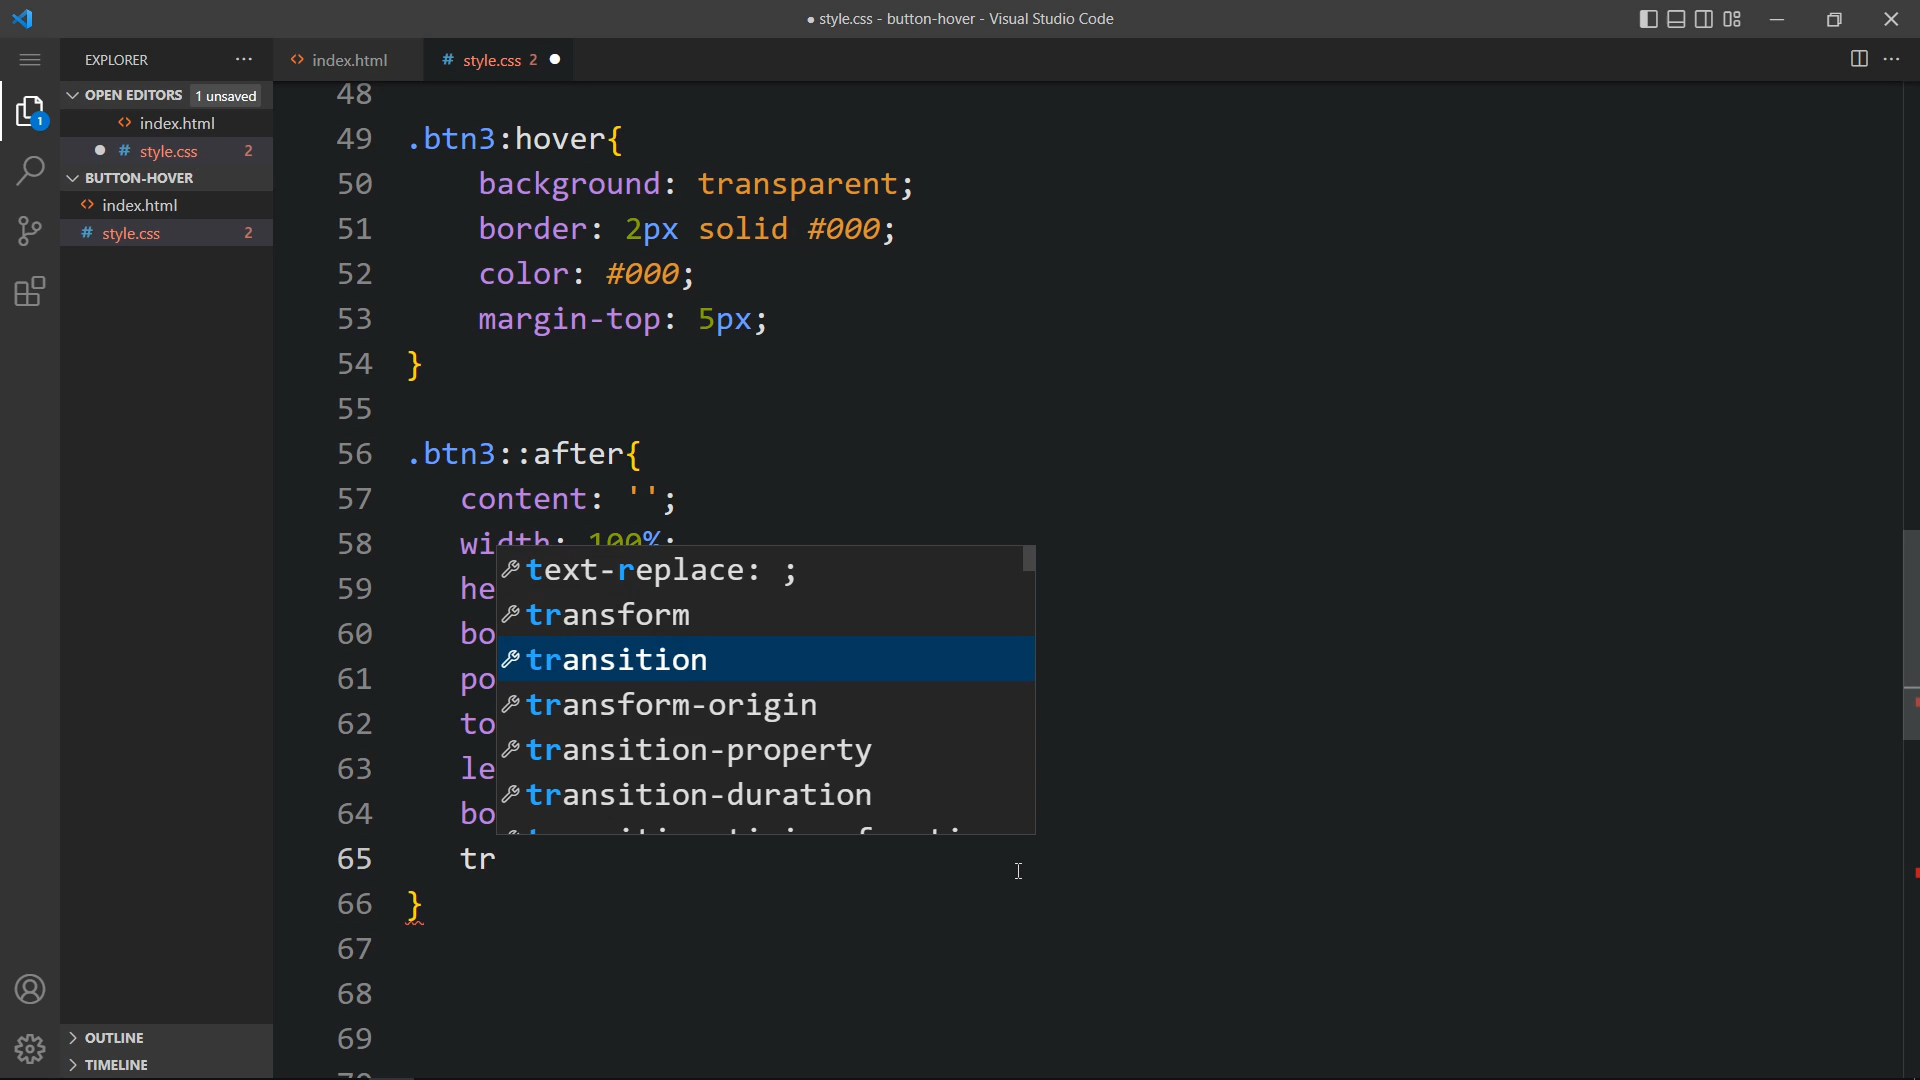 ● style.css - button-hover - Visual Studio Code
EXPLORER ···
<> index.html
# style.css 2 ●
OPEN EDITORS 1 unsaved
<> index.html
● # style.css 2
BUTTON-HOVER
<> index.html
# style.css 2
1
OUTLINE
TIMELINE
48
49 .btn3:hover{
50 background: transparent;
51 border: 2px solid #000;
52 color: #000;
53 margin-top: 5px;
54 }
55
56 .btn3::after{
57 content: '';
58 width: 100%;
59 he
60 bo
61 po
62 to
63 le
64 bo
65 tr
66 }
67
68
69
text-replace: ;
transform
transition
transform-origin
transition-property
transition-duration